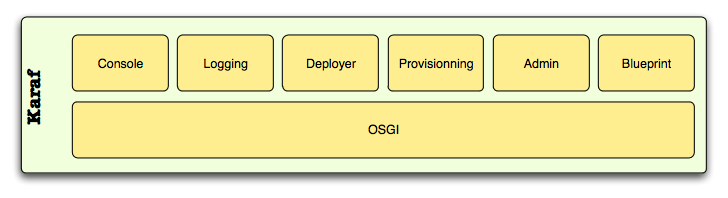 Karaf
Console
Logging
Deployer
Provisionning
Admin
Blueprint
OSGI